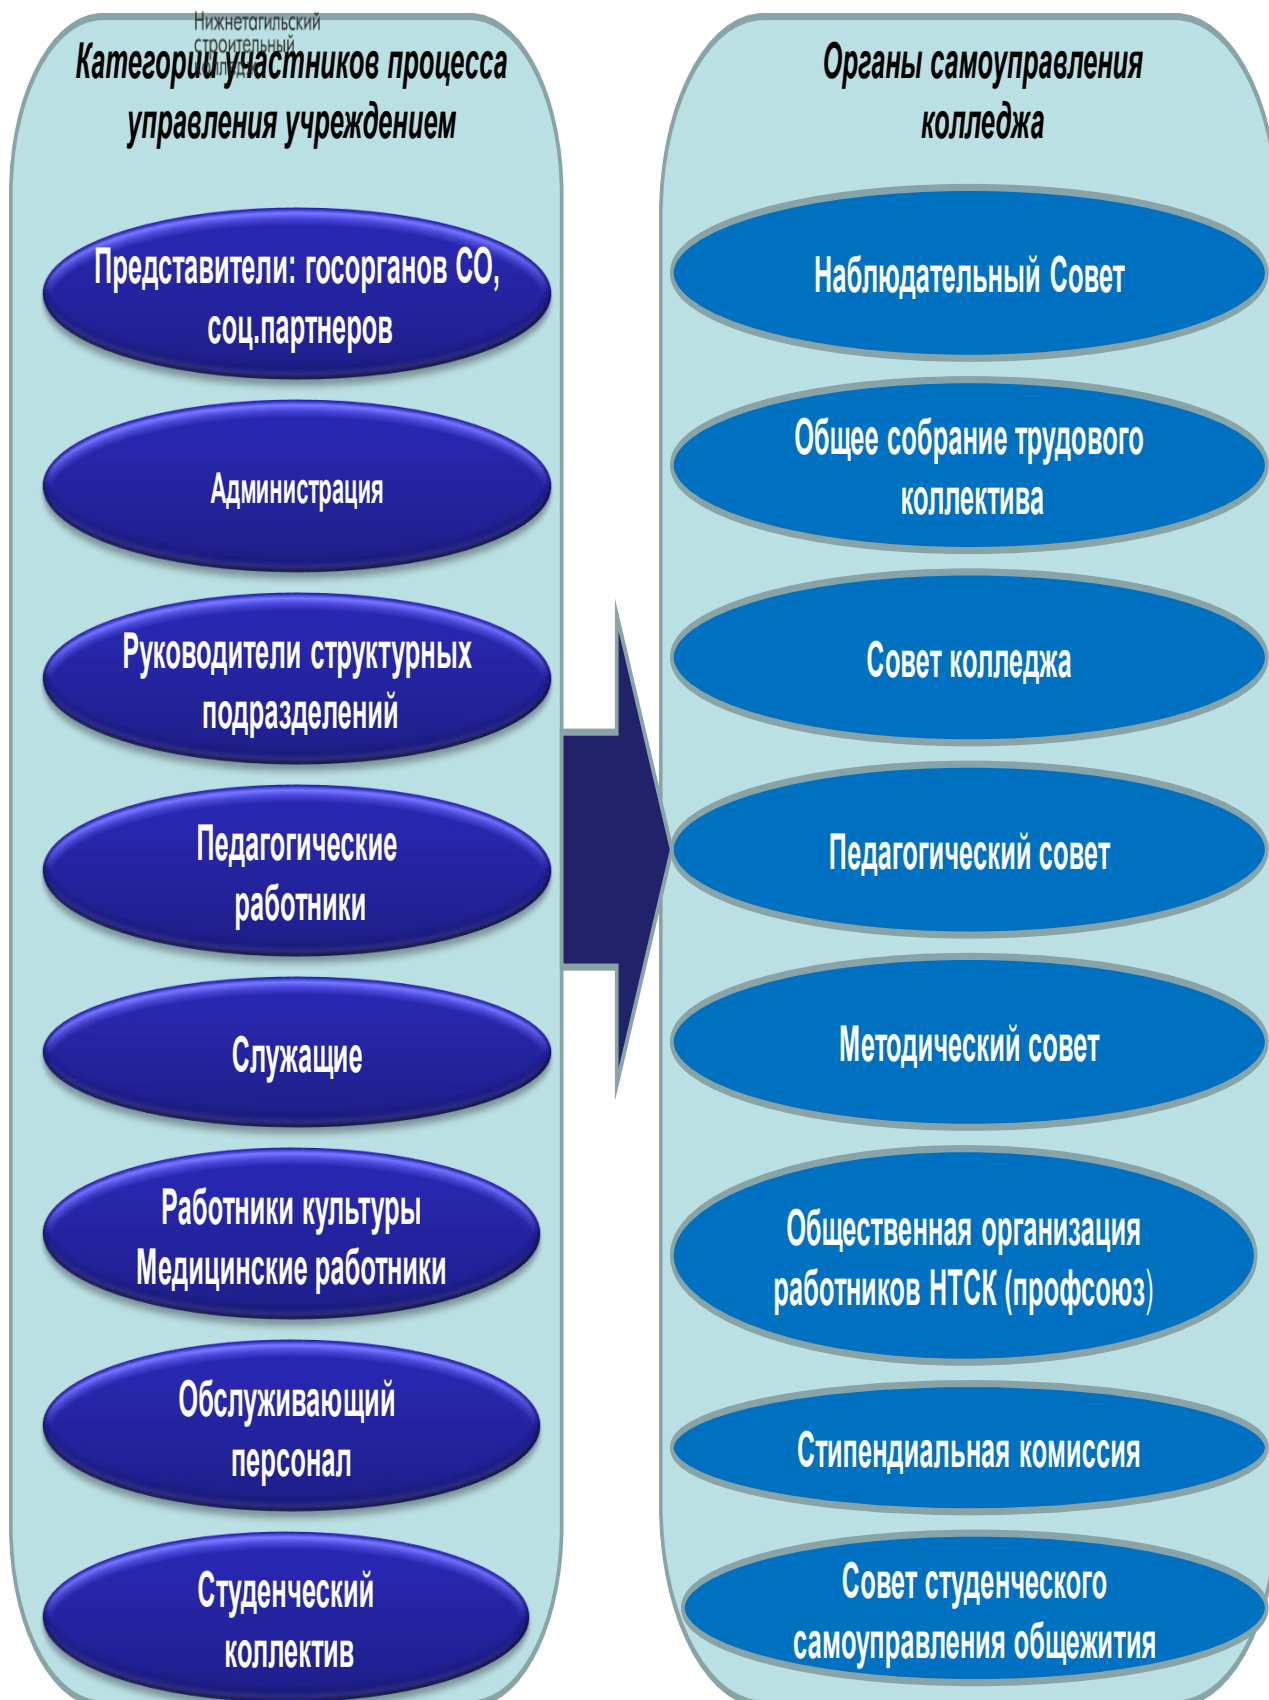 Нижнетагильский
строительный
колледж
Категории участников процесса
управления учреждением
Представители: госорганов СО,
соц.партнеров
Администрация
Руководители структурных
подразделений
Педагогические
работники
Служащие
Работники культуры
Медицинские работники
Обслуживающий
персонал
Студенческий
коллектив
Органы самоуправления
колледжа
Наблюдательный Совет
Общее собрание трудового
коллектива
Совет колледжа
Педагогический совет
Методический совет
Общественная организация
работников НТСК (профсоюз)
Стипендиальная комиссия
Совет студенческого
самоуправления общежития